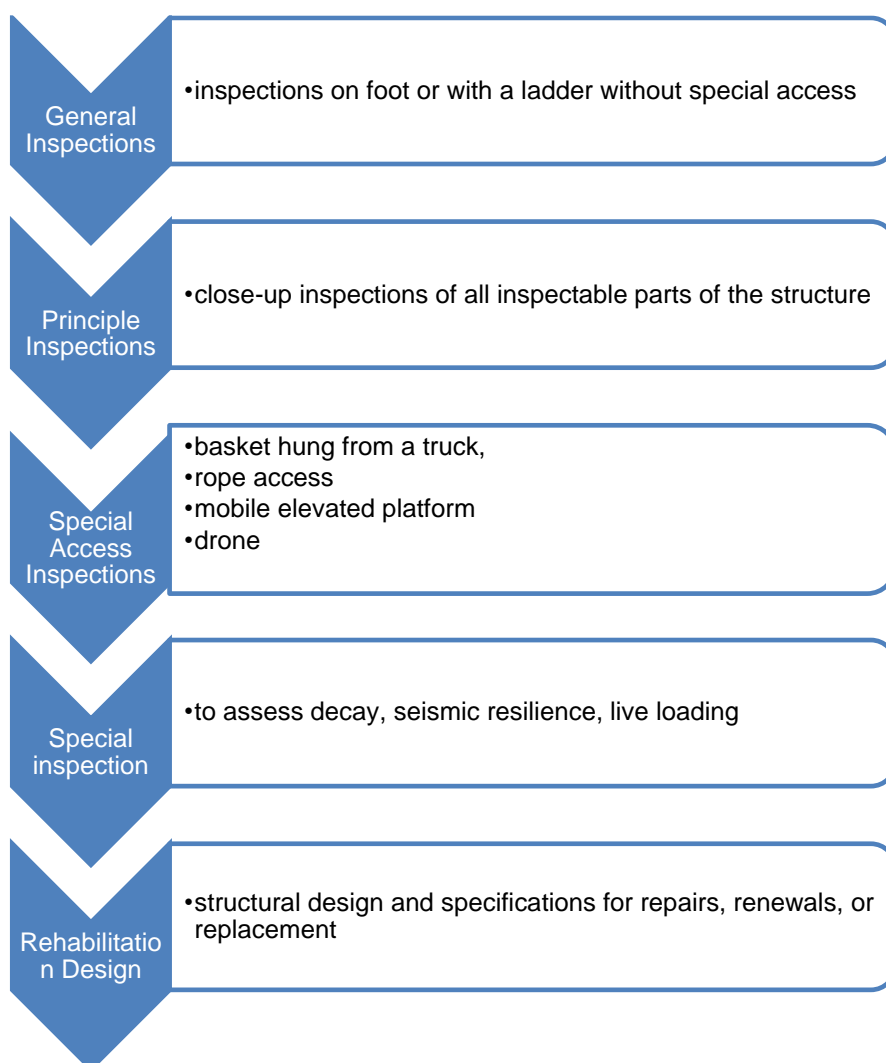 General
Inspections
•inspections on foot or with a ladder without special access
Principle
Inspections
•close-up inspections of all inspectable parts of the structure
Special
Access
Inspections
•basket hung from a truck,
•rope access
•mobile elevated platform
•drone
Special
inspection
•to assess decay, seismic resilience, live loading
Rehabilitatio
n Design
•structural design and specifications for repairs, renewals, or
replacement